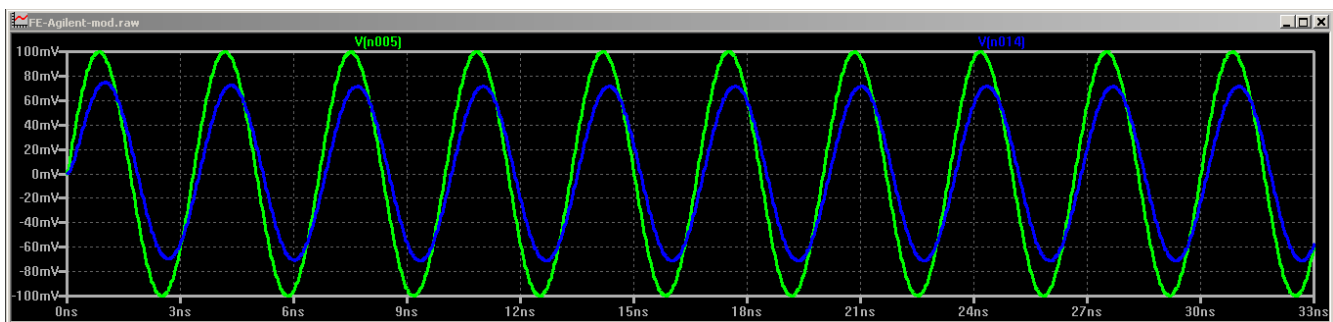 FE-Agilent-mod.raw
V(n005) V(n014)
100mV
80mV
60mV
40mV
20mV
0mV
-20mV
-40mV
-60mV
-80mV
-100mV
0ns 3ns 6ns 9ns 12ns 15ns 18ns 21ns 24ns 27ns 30ns 33ns